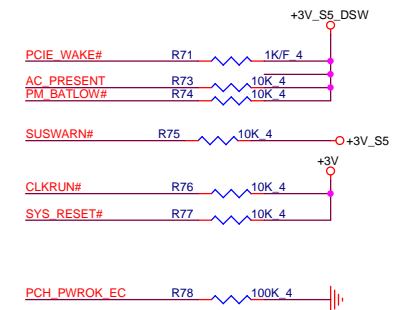 +3V_S5_DSW
PCIE_WAKE# R71 1K/F_4
AC_PRESENT R73 10K_4
PM_BATLOW# R74 10K_4
SUSWARN# R75 10K_4 +3V_S5
+3V
CLKRUN# R76 10K_4
SYS_RESET# R77 10K_4
PCH_PWROK_EC R78 100K_4